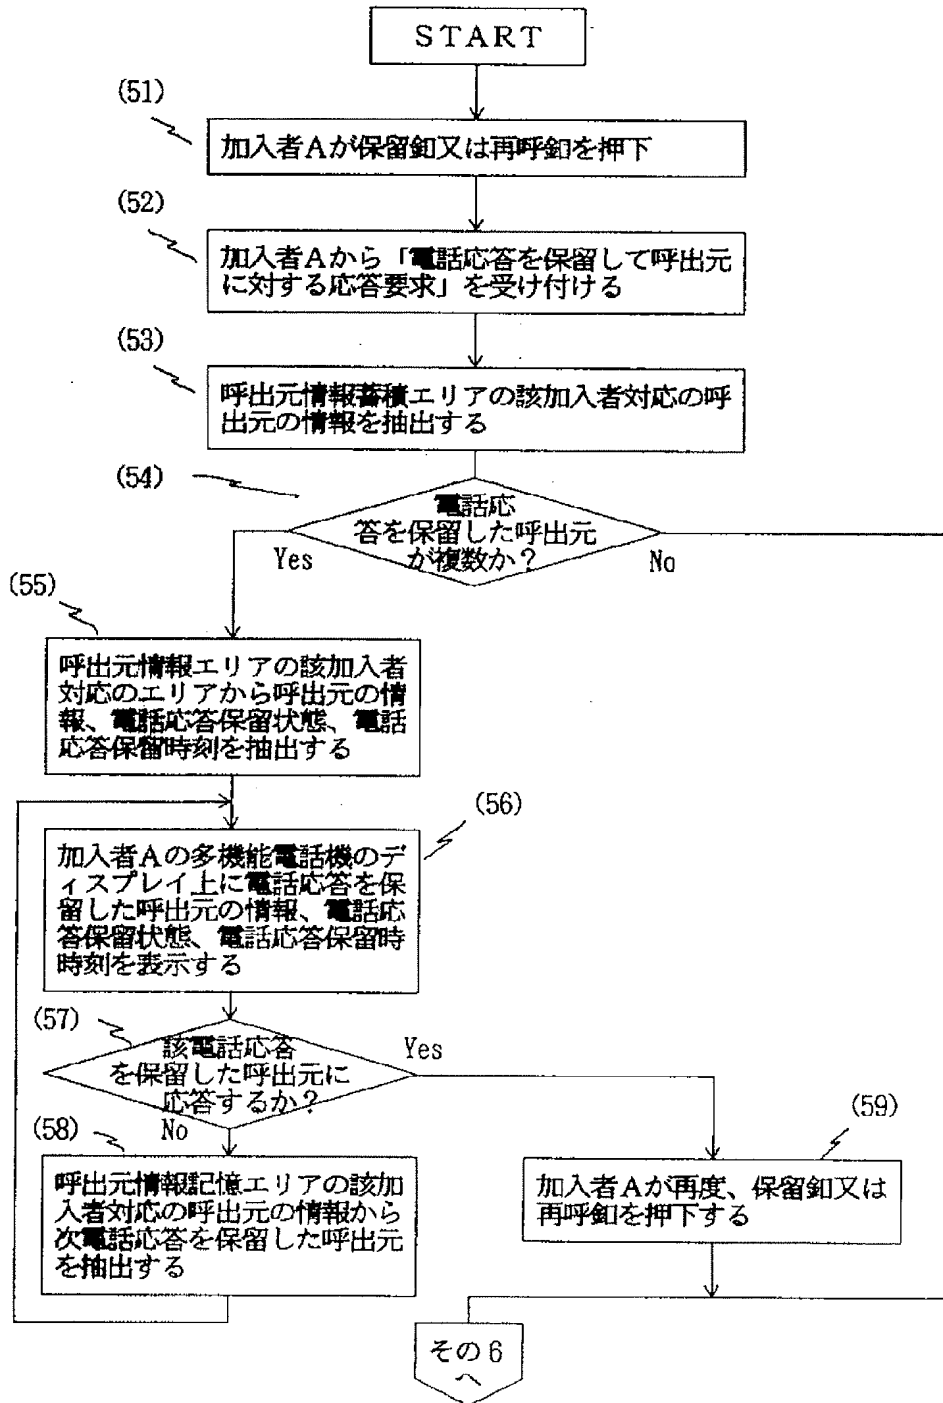 START
(51)
加入者Aが保留釦又は再呼釦を押下
(52)
加入者Aから「電話応答を保留して呼出元
に対する応答要求」を受け付ける
(53)
呼出元情報蓄積エリアの該加入者対応の呼
出元の情報を抽出する
(54)
電話応
答を保留した呼出元
が複数か?
Yes
No
(55)
呼出元情報エリアの該加入者
対応のエリアから呼出元の情
報、電話応答保留状態、電話
応答保留時刻を抽出する
(56)
加入者Aの多機能電話機のデ
ィスプレイ上に電話応答を保
留した呼出元の情報、電話応
答保留状態、電話応答保留時
時刻を表示する
(57)
該電話応答
を保留した呼出元に
応答するか?
Yes
No
(58)
呼出元情報記憶エリアの該加
入者対応の呼出元の情報から
次電話応答を保留した呼出元
を抽出する
(59)
加入者Aが再度、保留釦又は
再呼釦を押下する
その6
へ